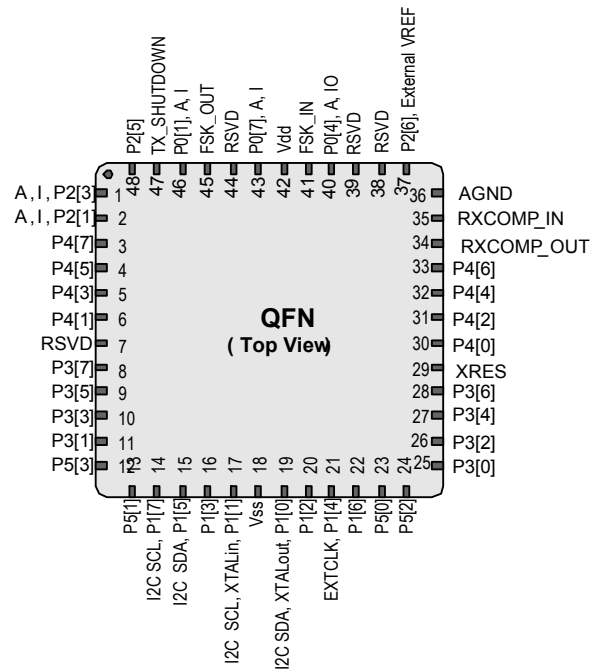 P2[5]
TX_SHUTDOWN
P0[1], A, I
FSK_OUT
RSVD
P0[7], A, I
Vdd
FSK_IN
P0[4], A, IO
RSVD
RSVD
P2[6], External VREF
48
47
46
45
44
43
42
41
40
39
38
37
A, I, P2[3] 1
A, I, P2[1] 2
P4[7] 3
P4[5] 4
P4[3] 5
P4[1] 6
RSVD 7
P3[7] 8
P3[5] 9
P3[3] 10
P3[1] 11
P5[3] 12
QFN
( Top View)
36 AGND
35 RXCOMP_IN
34 RXCOMP_OUT
33 P4[6]
32 P4[4]
31 P4[2]
30 P4[0]
29 XRES
28 P3[6]
27 P3[4]
26 P3[2]
25 P3[0]
13
14
15
16
17
18
19
20
21
22
23
24
P5[1]
I2C SCL, P1[7]
I2C SDA, P1[5]
P1[3]
I2C SCL, XTALin, P1[1]
Vss
I2C SDA, XTALout, P1[0]
P1[2]
EXTCLK, P1[4]
P1[6]
P5[0]
P5[2]